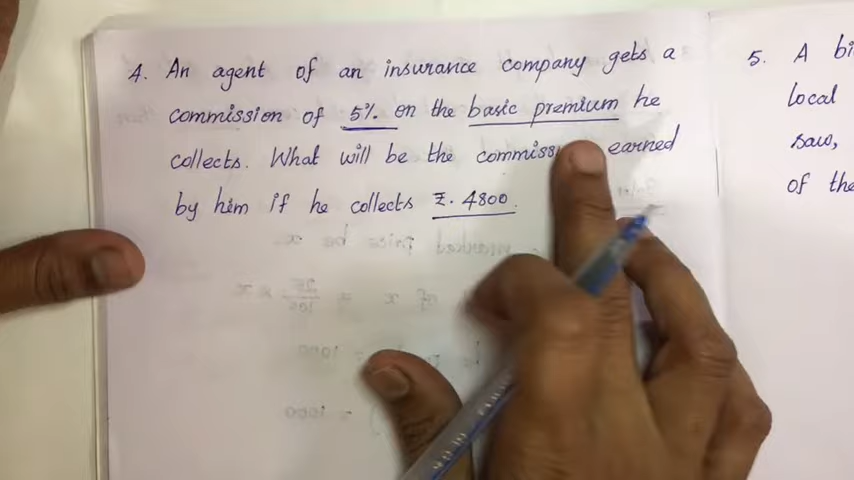 4. An agent of an insurance company gets a
commission of 5%. on the basic premium he
collects. What will be the commiss earned
by him if he collects ₹. 4800.
5. A bi
local
saw,
of the